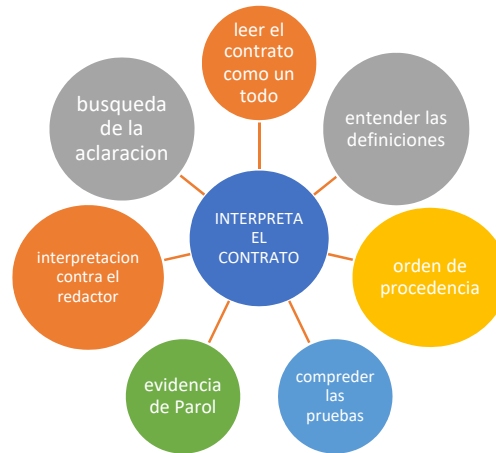 leer el
contrato
como un
todo
entender las
definiciones
orden de
procedencia
compreder
las
pruebas
evidencia
de Parol
interpretacion
contra el
redactor
busqueda
de la
aclaracion
INTERPRETA
EL
CONTRATO